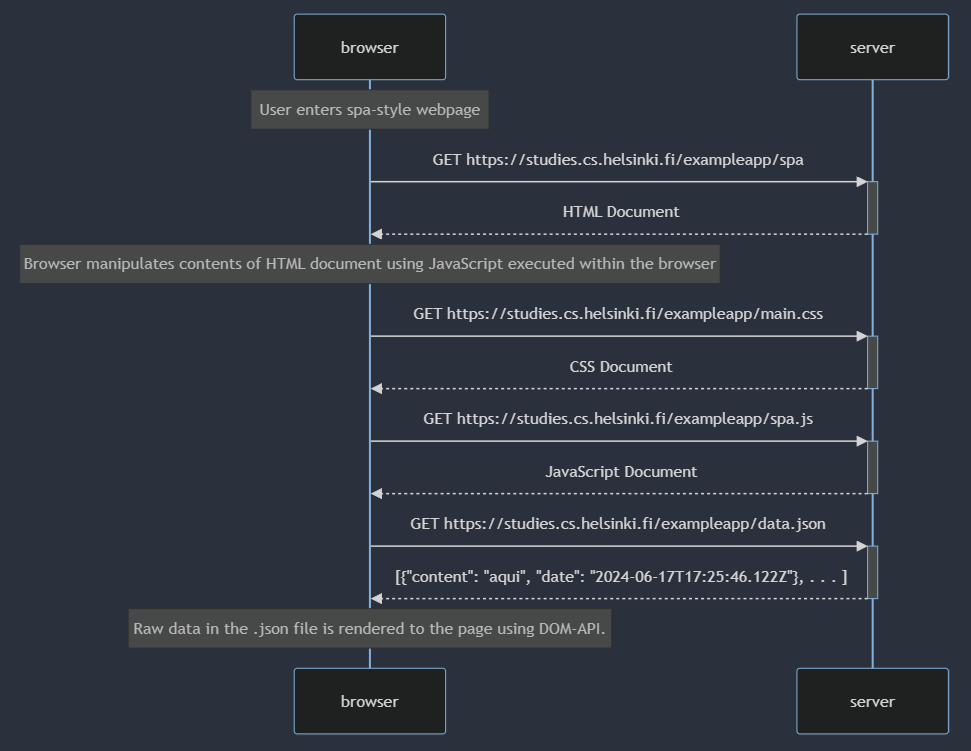 browser
server
User enters spa-style webpage
GET https://studies.cs.helsinki.fi/exampleapp/spa
HTML Document
Browser manipulates contents of HTML document using JavaScript executed within the browser
GET https://studies.cs.helsinki.fi/exampleapp/main.css
CSS Document
GET https://studies.cs.helsinki.fi/exampleapp/spa.js
JavaScript Document
GET https://studies.cs.helsinki.fi/exampleapp/data.json
[{"content": "aqui", "date": "2024-06-17T17:25:46.122Z"}, . . . ]
Raw data in the .json file is rendered to the page using DOM-API.
browser
server